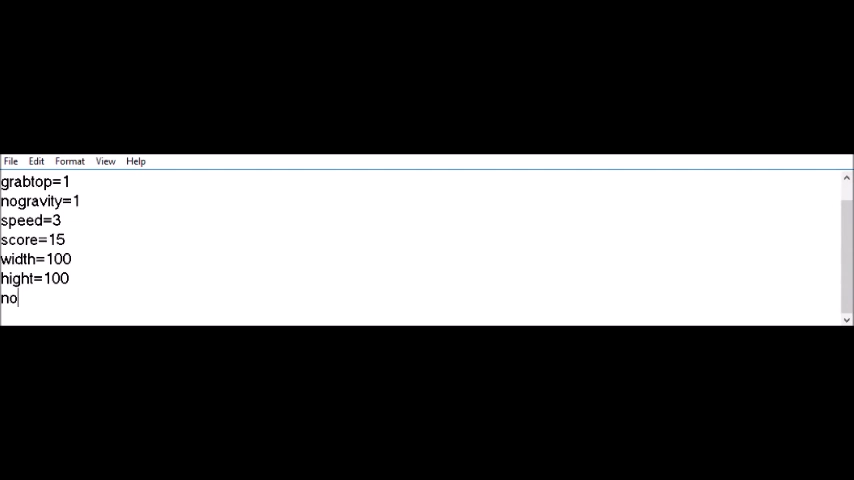 File Edit Format View Help
grabtop=1
nogravity=1
speed=3
score=15
width=100
hight=100
no